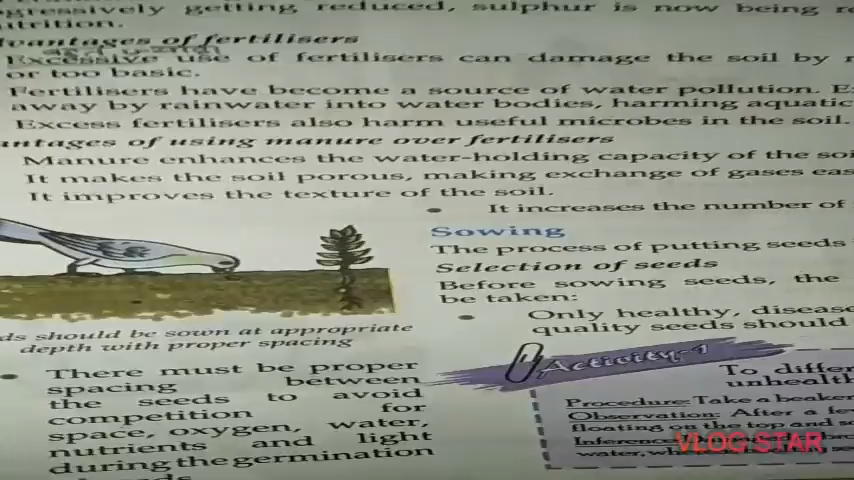 gressively getting reduced, sulphur is now being
utrition.
dvantages of fertilisers
Excessive use of fertilisers can damage the soil by
or too basic.
Fertilisers have become a source of water pollution.
away by rainwater into water bodies, harming aquatic
Excess fertilisers also harm useful microbes in the soil.
ntages of using manure over fertilisers
Manure enhances the water-holding capacity of the soi
It makes the soil porous, making exchange of gases eas
It improves the texture of the soil.
• It increases the number of
ds should be sown at appropriate
depth with proper spacing
• There must be proper
spacing between
the seeds to avoid
competition for
space, oxygen, water,
nutrients and light
during the germination
Sowing
The process of putting seeds
Selection of seeds
Before sowing seeds, the
be taken:
• Only healthy, disease
quality seeds should
Activity-1
To differ
unhealth
Procedure: Take a beaker
Observation: After a few
floating on the top and
Inference:
water,
VLOG STAR